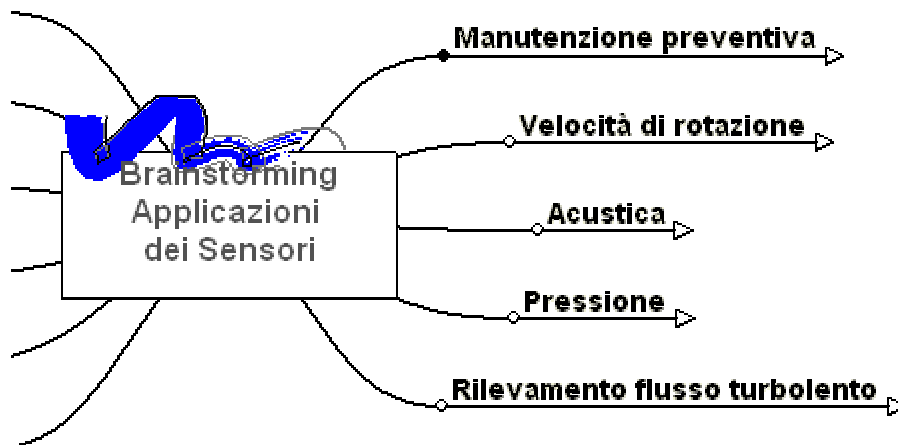 Manutenzione preventiva
Velocità di rotazione
Brainstorming
Applicazioni
dei Sensori
Acustica
Pressione
Rilevamento flusso turbolento